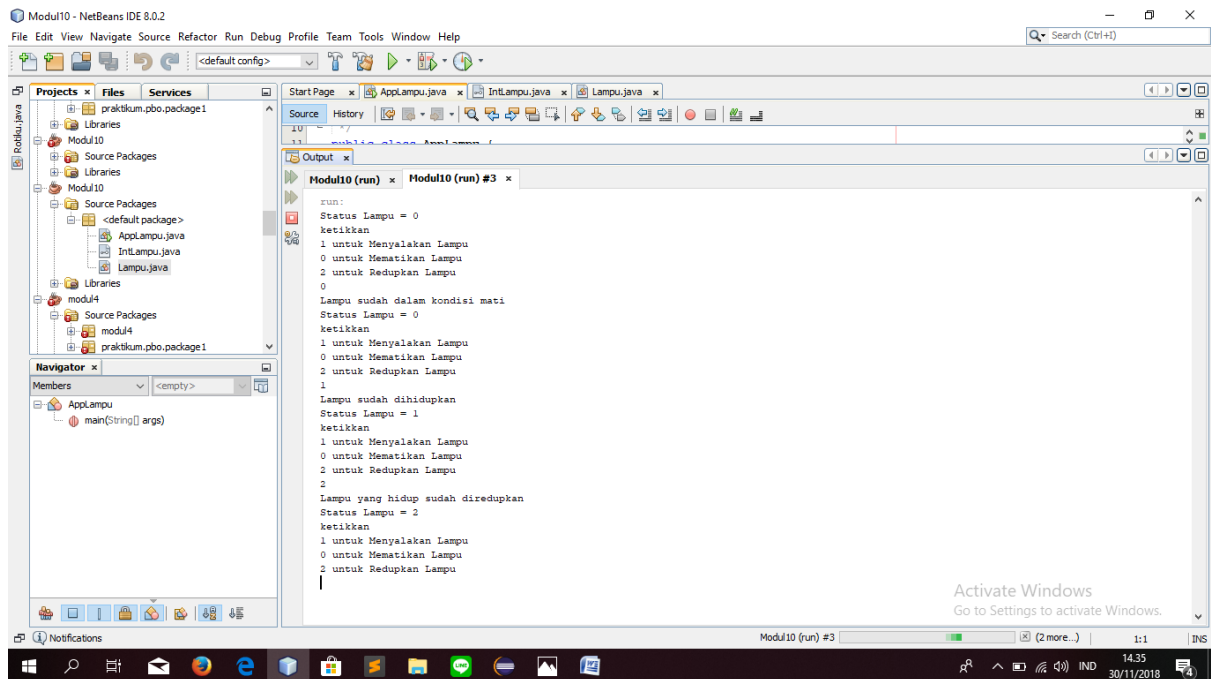 Modul10 - NetBeans IDE 8.0.2
File Edit View Navigate Source Refactor Run Debug Profile Team Tools Window Help
Search (Ctrl+I)
<default config>
Projects Files Services
Start Page AppLampu.java IntLampu.java Lampu.java
Source History
Robiku.java
praktikum.pbo.package1
Libraries
Modul10
Source Packages
Libraries
Modul10
Source Packages
<default package>
AppLampu.java
IntLampu.java
Lampu.java
Libraries
modul4
Source Packages
modul4
praktikum.pbo.package1
Navigator
Members <empty>
AppLampu
main(String[] args)
10 */
11 public class AppLampu {
Output
Modul10 (run) Modul10 (run) #3
run:
Status Lampu = 0
ketikkan
1 untuk Menyalakan Lampu
0 untuk Mematikan Lampu
2 untuk Redupkan Lampu
0
Lampu sudah dalam kondisi mati
Status Lampu = 0
ketikkan
1 untuk Menyalakan Lampu
0 untuk Mematikan Lampu
2 untuk Redupkan Lampu
1
Lampu sudah dihidupkan
Status Lampu = 1
ketikkan
1 untuk Menyalakan Lampu
0 untuk Mematikan Lampu
2 untuk Redupkan Lampu
2
Lampu yang hidup sudah diredupkan
Status Lampu = 2
ketikkan
1 untuk Menyalakan Lampu
0 untuk Mematikan Lampu
2 untuk Redupkan Lampu
Activate Windows
Go to Settings to activate Windows.
Notifications
Modul10 (run) #3
(2 more...)
1:1
INS
IND
14.35
30/11/2018
4